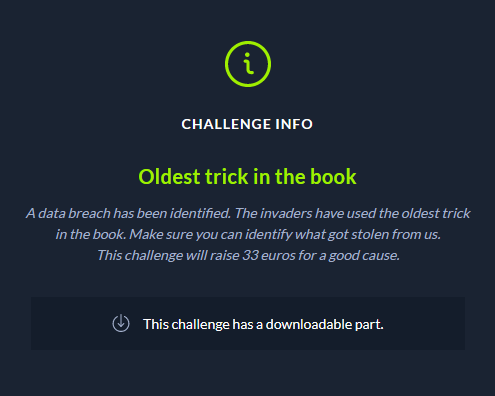 CHALLENGE INFO
Oldest trick in the book
A data breach has been identified. The invaders have used the oldest trick
in the book. Make sure you can identify what got stolen from us.
This challenge will raise 33 euros for a good cause.
This challenge has a downloadable part.